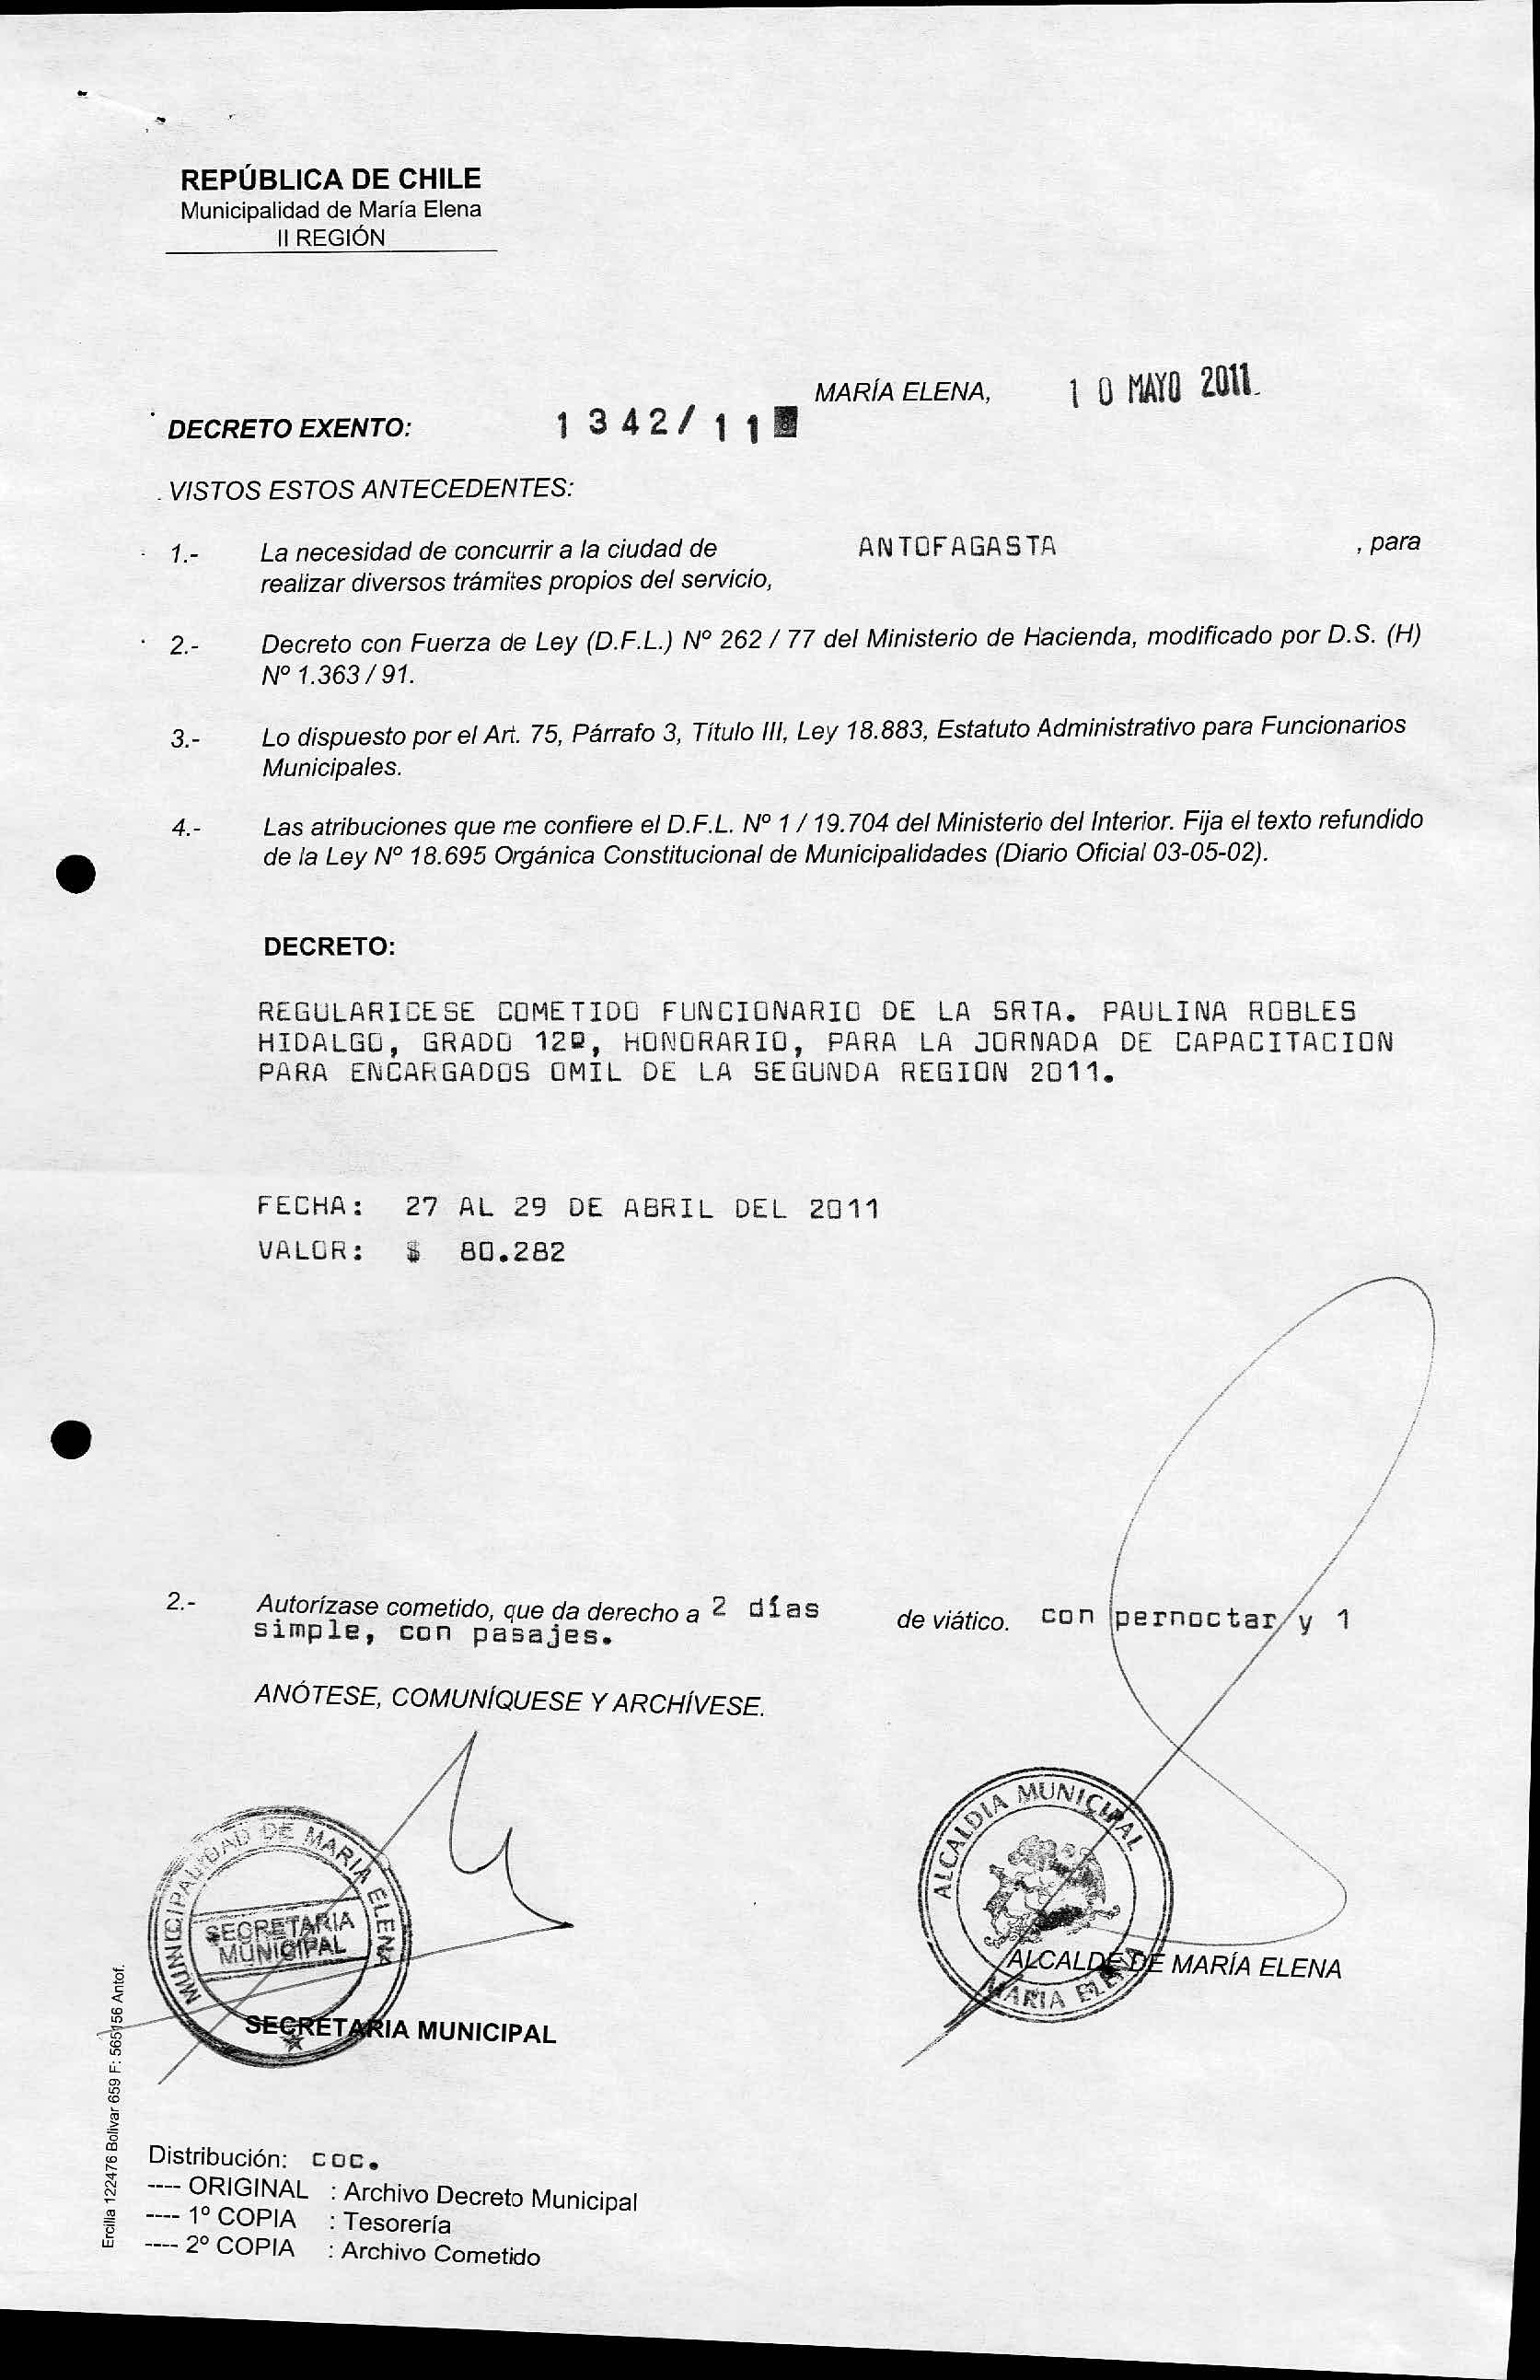 REPÚBLICA DE CHILE
Municipalidad de María Elena
II REGIÓN
MARÍA ELENA, 10 MAYO 2011
DECRETO EXENTO: 1342/11
VISTOS ESTOS ANTECEDENTES:
1.- La necesidad de concurrir a la ciudad de ANTOFAGASTA , para
realizar diversos trámites propios del servicio,
2.- Decreto con Fuerza de Ley (D.F.L.) Nº 262 / 77 del Ministerio de Hacienda, modificado por D.S. (H)
Nº 1.363 / 91.
3.- Lo dispuesto por el Art. 75, Párrafo 3, Título III, Ley 18.883, Estatuto Administrativo para Funcionarios
Municipales.
4.- Las atribuciones que me confiere el D.F.L. Nº 1 / 19.704 del Ministerio del Interior. Fija el texto refundido
de la Ley Nº 18.695 Orgánica Constitucional de Municipalidades (Diario Oficial 03-05-02).
DECRETO:
REGULARICESE COMETIDO FUNCIONARIO DE LA SRTA. PAULINA ROBLES
HIDALGO, GRADO 12º, HONORARIO, PARA LA JORNADA DE CAPACITACION
PARA ENCARGADOS OMIL DE LA SEGUNDA REGION 2011.
FECHA: 27 AL 29 DE ABRIL DEL 2011
VALOR: $ 80.282
2.- Autorízase cometido, que da derecho a 2 días de viático. con pernoctar y 1
simple, con pasajes.
ANÓTESE, COMUNÍQUESE Y ARCHÍVESE.
MUNICIPALIDAD DE MARIA ELENA
SECRETARIA
MUNICIPAL
SECRETARIA MUNICIPAL
ALCALDIA MUNICIPAL
MARIA ELENA
ALCALDE DE MARÍA ELENA
Ercilla 122476 Bolivar 659 F: 565156 Antof.
Distribución: coc.
---- ORIGINAL : Archivo Decreto Municipal
---- 1º COPIA : Tesorería
---- 2º COPIA : Archivo Cometido